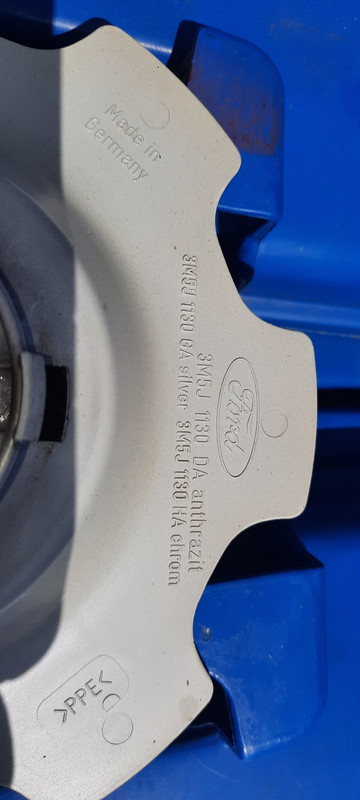 Made in
Germany
Ford
3M5J 1130 DA anthrazit
3M5J 1130 GA silver 3M5J 1130 HA chrom
>PPE<